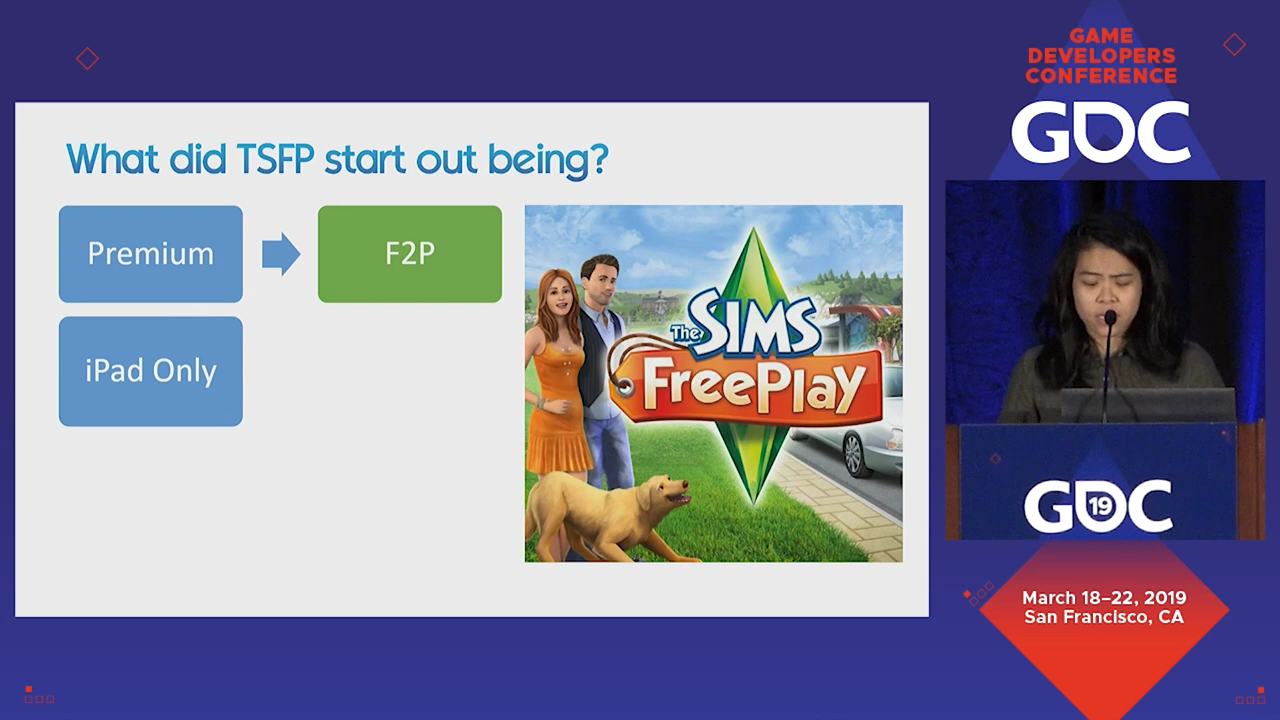 What did TSFP start out being?
Premium
F2P
iPad Only
The SIMS
FreePlay
GAME
DEVELOPERS
CONFERENCE
GDC
GDC
19
March 18–22, 2019
San Francisco, CA